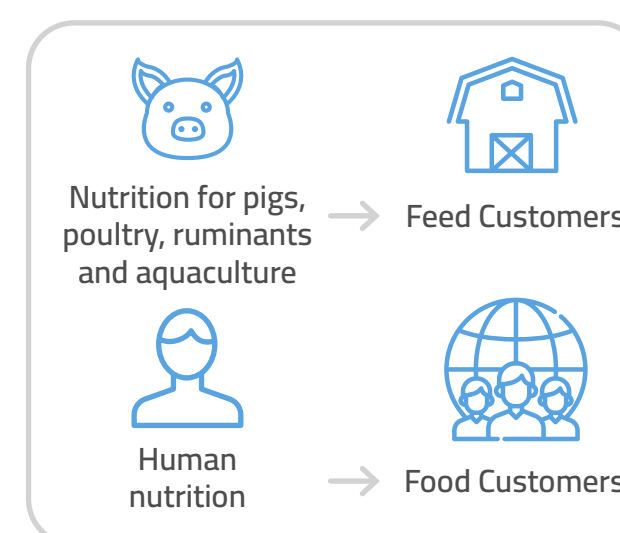 Nutrition for pigs,
poultry, ruminants
and aquaculture
Feed Customers
Human
nutrition
Food Customers